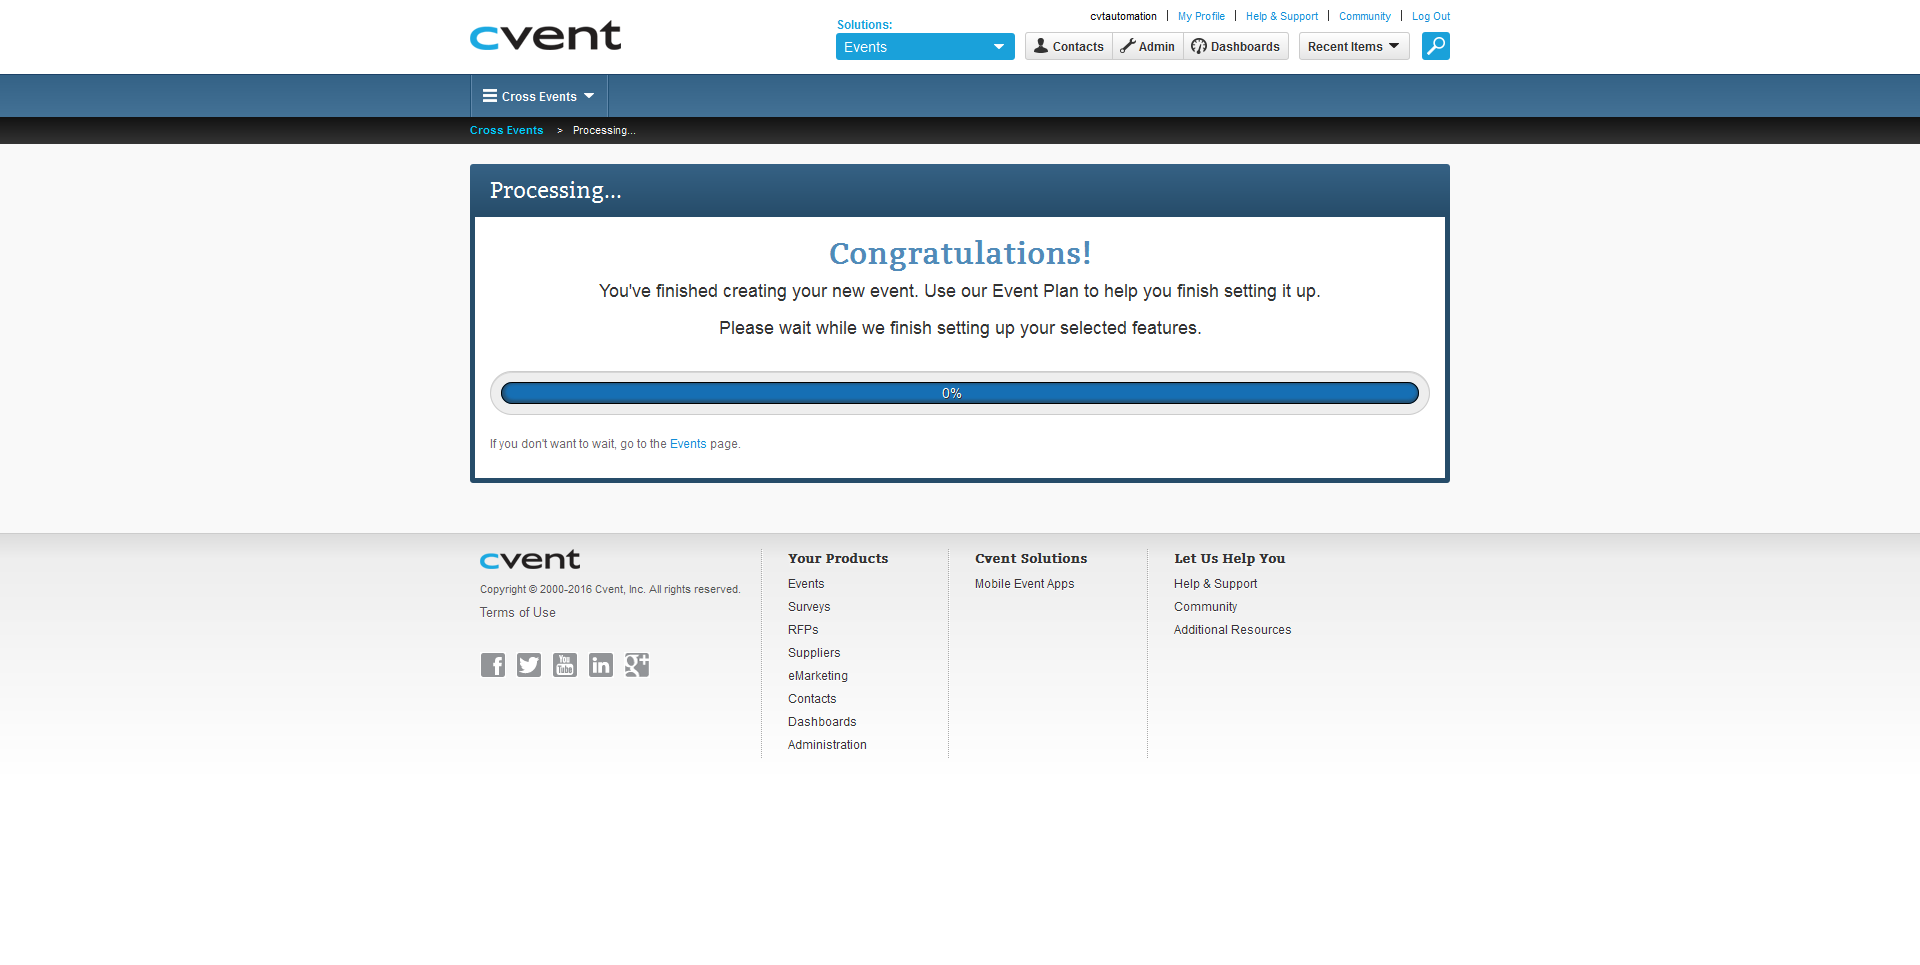 cvent
cvtautomation | My Profile | Help & Support | Community | Log Out
Solutions:
Events
Contacts Admin Dashboards Recent Items
Cross Events
Cross Events > Processing...
Processing...
Congratulations!
You've finished creating your new event. Use our Event Plan to help you finish setting it up.
Please wait while we finish setting up your selected features.
0%
If you don't want to wait, go to the Events page.
cvent
Copyright © 2000-2016 Cvent, Inc. All rights reserved.
Terms of Use
f
You
Tube
in
g+
Your Products
Events
Surveys
RFPs
Suppliers
eMarketing
Contacts
Dashboards
Administration
Cvent Solutions
Mobile Event Apps
Let Us Help You
Help & Support
Community
Additional Resources